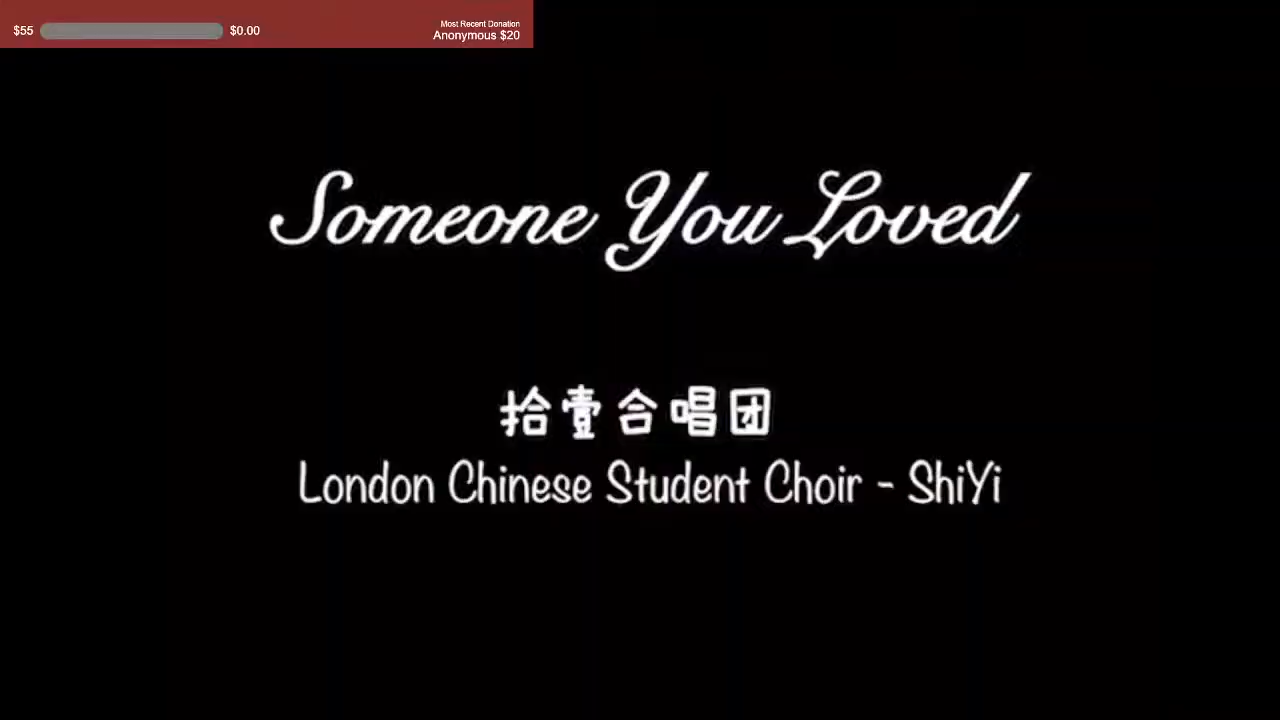 $55
$0.00
Most Recent Donation
Anonymous $20
Someone You Loved
拾壹合唱团
London Chinese Student Choir - ShiYi